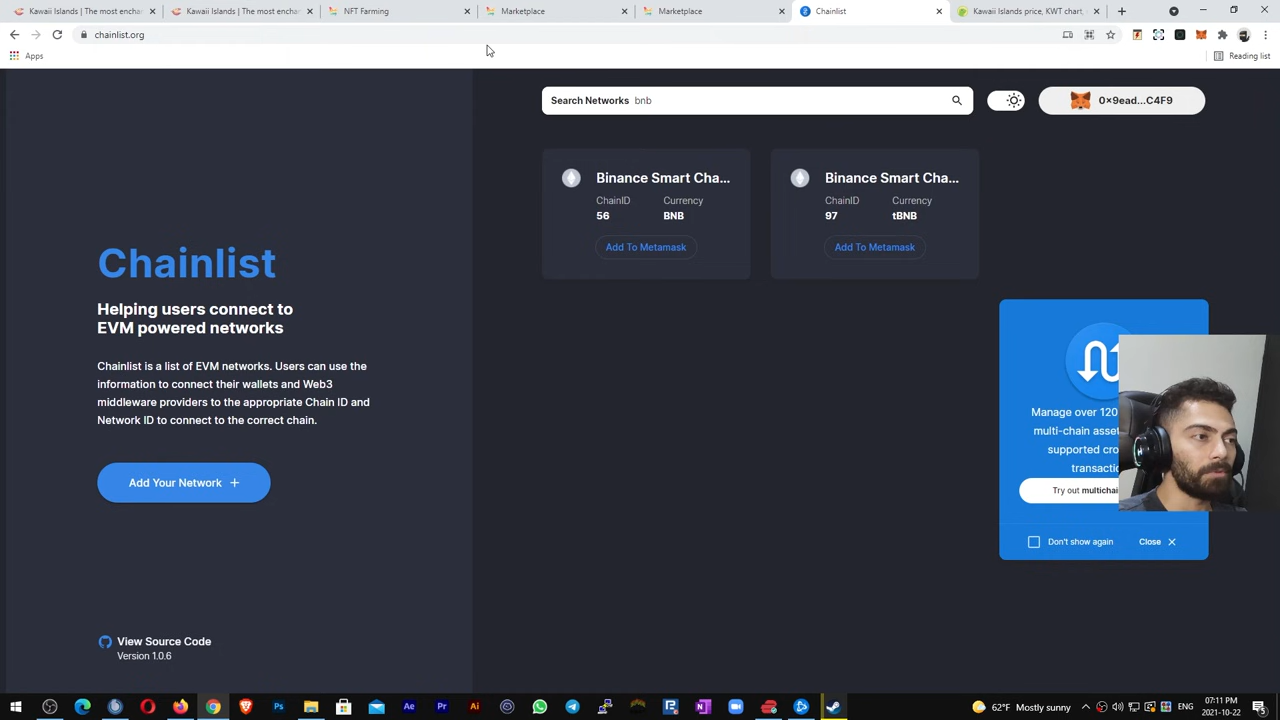 Kawaii Islands | The most ench
Kawaii Islands | The most ench
NFT Farming
Marketplace
Marketplace
Chainlist
Kawaii Islands price, KWT chart,
chainlist.org
Apps
Reading list
Search Networks bnb
0×9ead...C4F9
Binance Smart Cha...
ChainID Currency
56 BNB
Add To Metamask
Binance Smart Cha...
ChainID Currency
97 tBNB
Add To Metamask
Chainlist
Helping users connect to
EVM powered networks
Chainlist is a list of EVM networks. Users can use the
information to connect their wallets and Web3
middleware providers to the appropriate Chain ID and
Network ID to connect to the correct chain.
Add Your Network +
View Source Code
Version 1.0.6
Manage over 120
multi-chain asset
supported cro
transactio
Try out multichai
Don't show again Close
62°F Mostly sunny
ENG
07:11 PM
2021-10-22